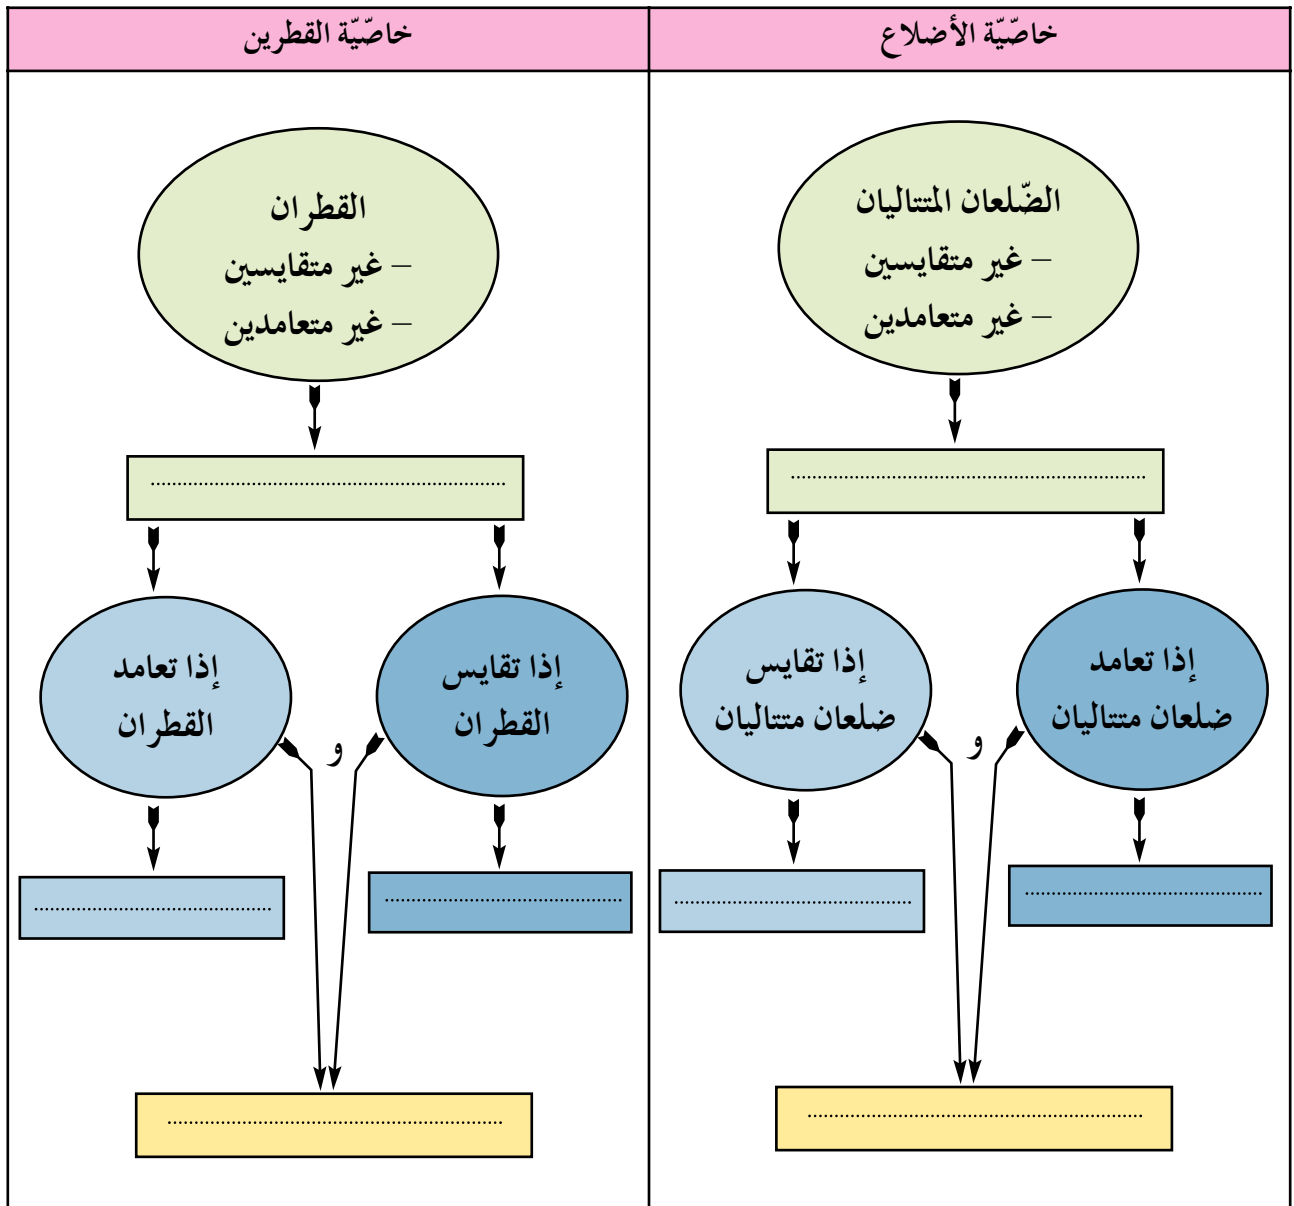 خاصّيّة الأضلاع
خاصّيّة القطرين
الضّلعان المتتاليان
– غير متقايسين
– غير متعامدين
القطران
– غير متقايسين
– غير متعامدين
........................................................................
........................................................................
إذا تعامد
ضلعان متتاليان
و
إذا تقايس
ضلعان متتاليان
إذا تقايس
القطران
و
إذا تعامد
القطران
................................................
................................................
................................................
................................................
....................................................................
....................................................................